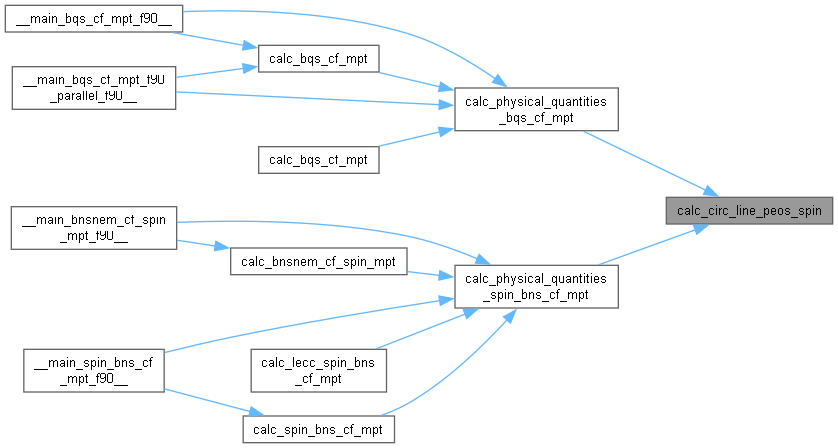 __main_bqs_cf_mpt_f90__
calc_bqs_cf_mpt
__main_bqs_cf_mpt_f90
_parallel_f90__
calc_physical_quantities
_bqs_cf_mpt
calc_bqs_cf_mpt
calc_circ_line_peos_spin
__main_bnsnem_cf_spin
_mpt_f90__
calc_bnsnem_cf_spin_mpt
calc_physical_quantities
_spin_bns_cf_mpt
__main_spin_bns_cf
_mpt_f90__
calc_lecc_spin_bns
_cf_mpt
calc_spin_bns_cf_mpt